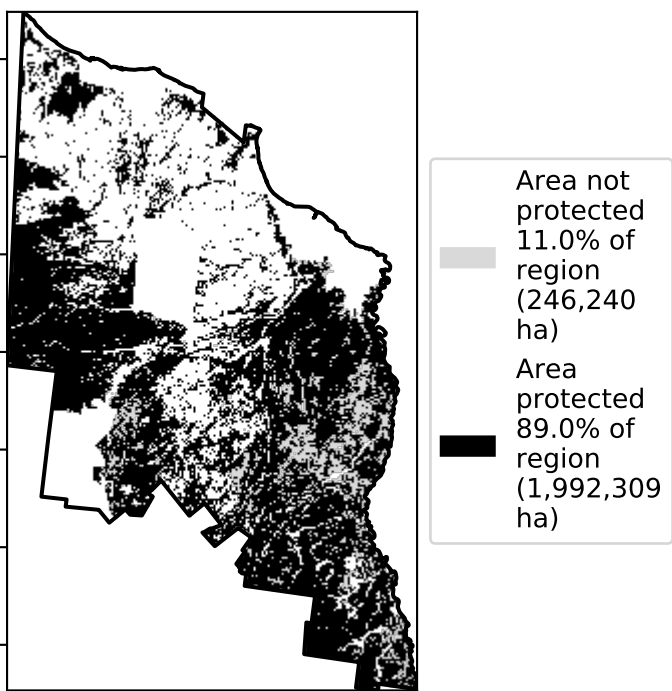 Area not
protected
11.0% of
region
(246,240
ha)
Area
protected
89.0% of
region
(1,992,309
ha)